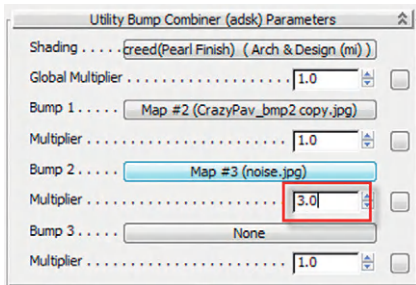 Utility Bump Combiner (adsk) Parameters
Shading . . . . . creed(Pearl Finish) ( Arch & Design (mi) )
Global Multiplier . . . . . . . . . . . . . . . . . . . . 1.0
Bump 1 . . . . . Map #2 (CrazyPav_bmp2 copy.jpg)
Multiplier . . . . . . . . . . . . . . . . . . . . . . . . . 1.0
Bump 2 . . . . . Map #3 (noise.jpg)
Multiplier . . . . . . . . . . . . . . . . . . . . . . . . . 3.0
Bump 3 . . . . . None
Multiplier . . . . . . . . . . . . . . . . . . . . . . . . . 1.0